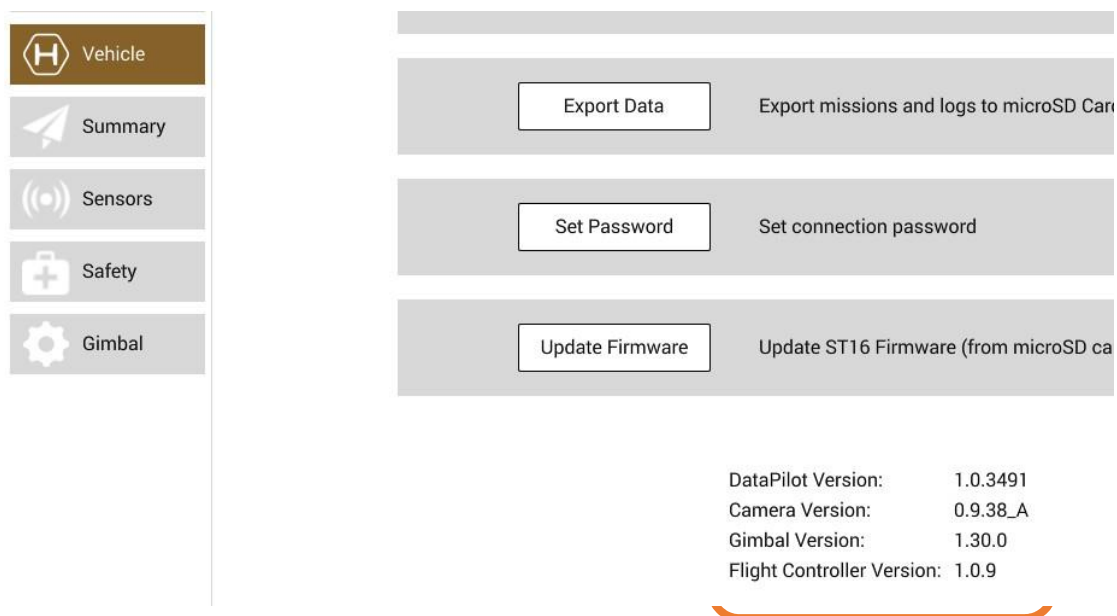 Vehicle
Summary
Sensors
Safety
Gimbal
Export Data
Export missions and logs to microSD
Set Password
Set connection password
Update Firmware
Update ST16 Firmware (from microSD
DataPilot Version: 1.0.3491
Camera Version: 0.9.38_A
Gimbal Version: 1.30.0
Flight Controller Version: 1.0.9